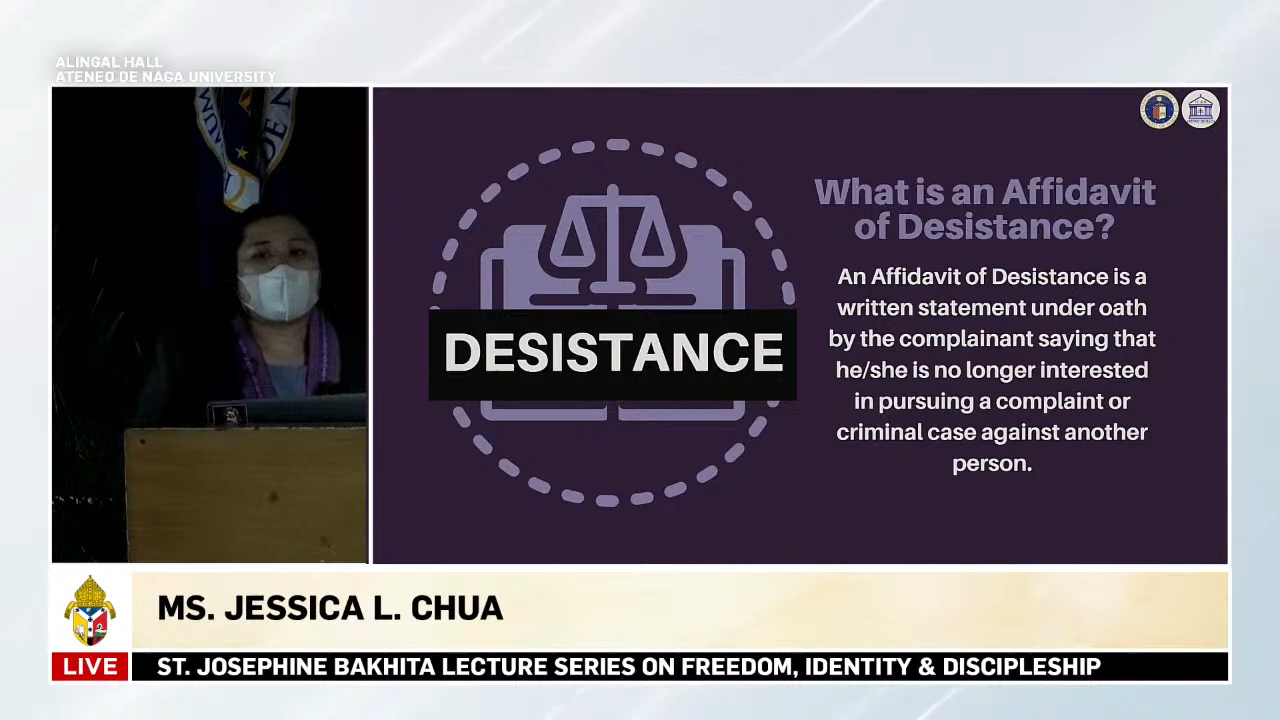 ALINGAL HALL
ATENEO DE NAGA UNIVERSITY
What is an Affidavit
of Desistance?
An Affidavit of Desistance is a
written statement under oath
by the complainant saying that
he/she is no longer interested
in pursuing a complaint or
criminal case against another
person.
DESISTANCE
MS. JESSICA L. CHUA
LIVE
ST. JOSEPHINE BAKHITA LECTURE SERIES ON FREEDOM, IDENTITY & DISCIPLESHIP